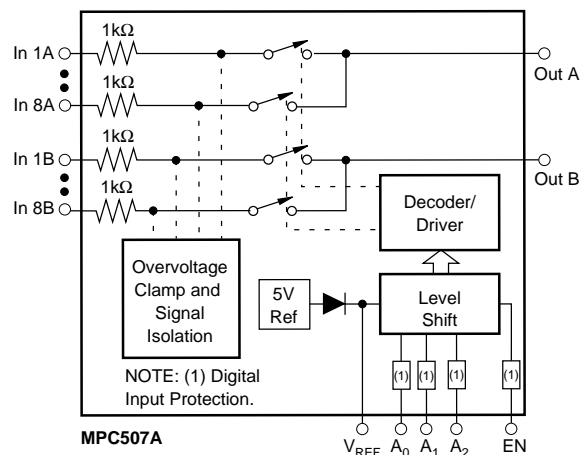 1kΩ
In 1A
Out A
1kΩ
In 8A
1kΩ
In 1B
Out B
1kΩ
In 8B
Decoder/
Driver
Overvoltage
Clamp and
Signal
Isolation
5V
Ref
Level
Shift
(1) (1) (1) (1)
NOTE: (1) Digital
Input Protection.
MPC507A
VREF A0 A1 A2 EN